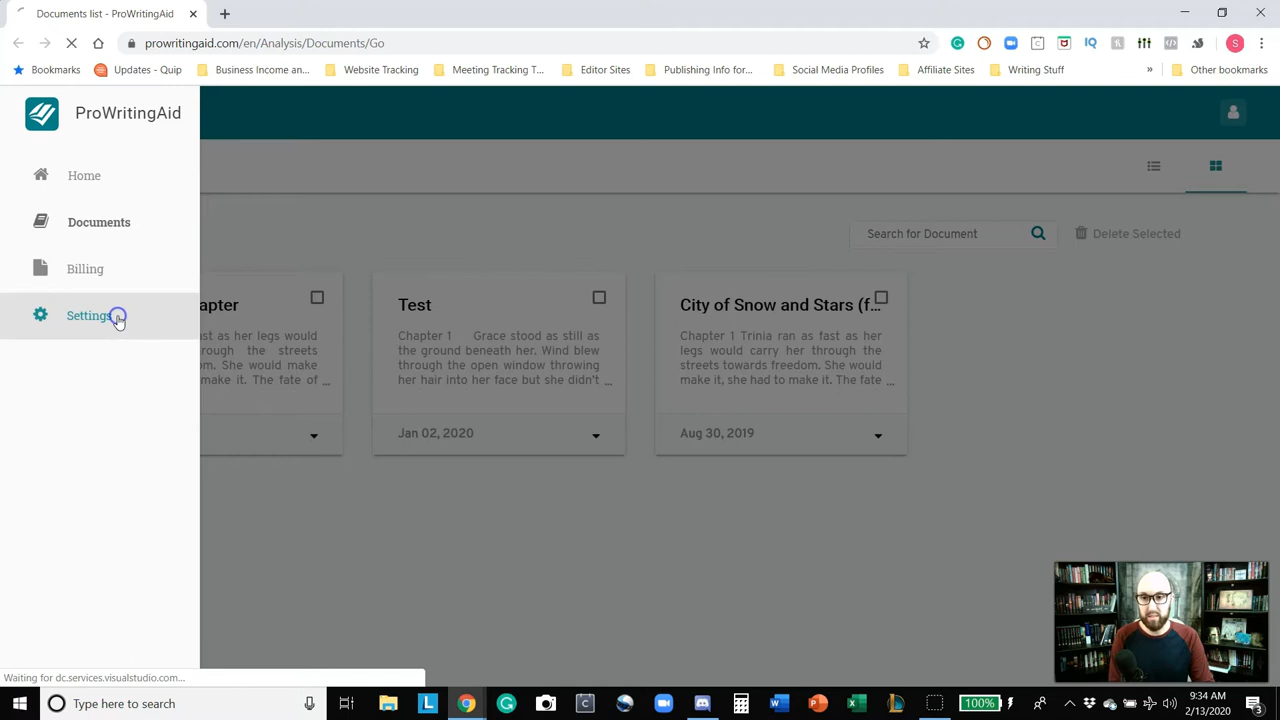 Documents list - ProWritingAid
prowritingaid.com/en/Analysis/Documents/Go
Bookmarks
Updates - Quip
Business Income an...
Website Tracking
Meeting Tracking T...
Editor Sites
Publishing Info for...
Social Media Profiles
Affiliate Sites
Writing Stuff
»
Other bookmarks
ProWritingAid
Home
Documents
Billing
Settings
Search for Document
Delete Selected
apter
ast as her legs would
rough the streets
om. She would make
make it. The fate of ...
Test
Chapter 1 Grace stood as still as
the ground beneath her. Wind blew
through the open window throwing
her hair into her face but she didn't ...
Jan 02, 2020
City of Snow and Stars (f...
Chapter 1 Trinia ran as fast as her
legs would carry her through the
streets towards freedom. She would
make it, she had to make it. The fate ...
Aug 30, 2019
Waiting for dc.services.visualstudio.com...
Type here to search
100%
9:34 AM
2/13/2020